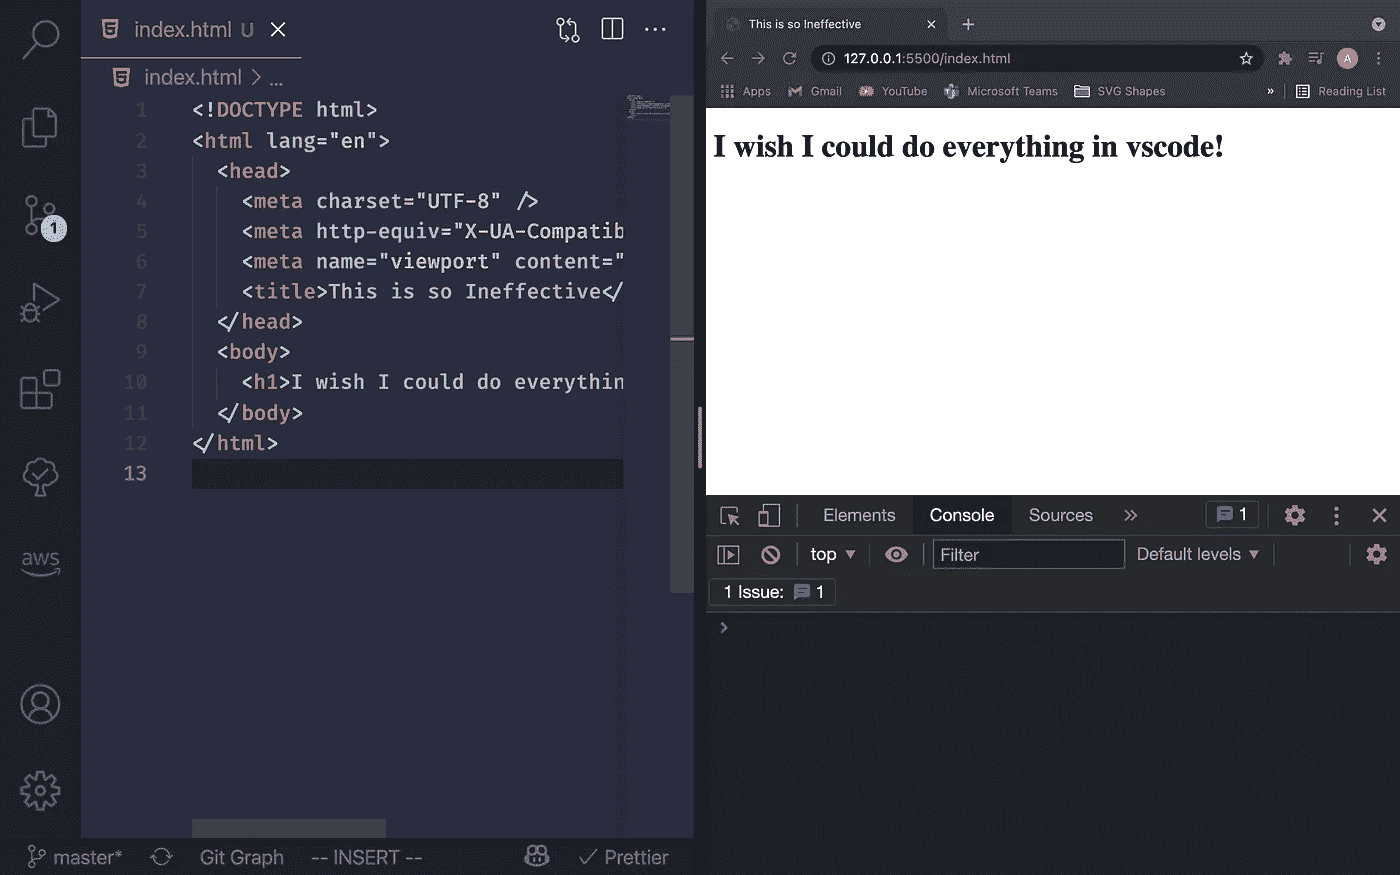 index.html U
index.html > ...
1 <!DOCTYPE html>
2 <html lang="en">
3 <head>
4 <meta charset="UTF-8" />
5 <meta http-equiv="X-UA-Compatib
6 <meta name="viewport" content="
7 <title>This is so Ineffective</
8 </head>
9 <body>
10 <h1>I wish I could do everythin
11 </body>
12 </html>
13
1
aws
master*
Git Graph
-- INSERT --
Prettier
This is so Ineffective
127.0.0.1:5500/index.html
A
Apps Gmail YouTube Microsoft Teams SVG Shapes » Reading List
I wish I could do everything in vscode!
Elements Console Sources » 1
top Filter Default levels
1 Issue: 1
>